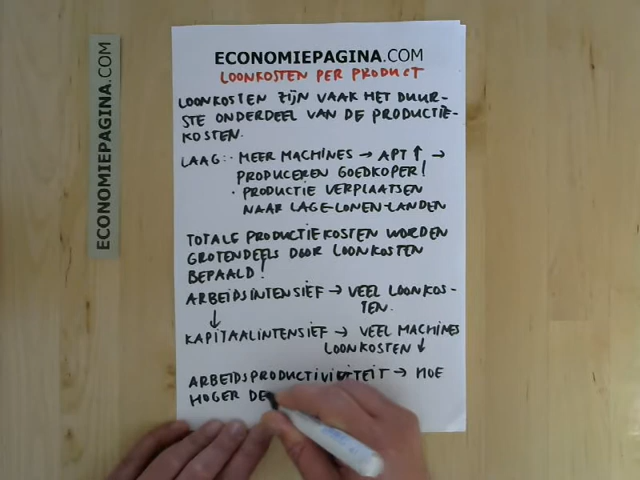 ECONOMIEPAGINA.COM
ECONOMIEPAGINA.COM
LOONKOSTEN PER PRODUCT
LOONKOSTEN ZIJN VAAK HET DUUR-
STE ONDERDEEL VAN DE PRODUCTIE-
KOSTEN.
LAAG: · MEER MACHINES → APT ↑ →
PRODUCEREN GOEDKOPER!
· PRODUCTIE VERPLAATSEN
NAAR LAGE-LONEN-LANDEN
TOTALE PRODUCTIEKOSTEN WORDEN
GROTENDEELS DOOR LOONKOSTEN
BEPAALD!
ARBEIDSINTENSIEF → VEEL LOONKOS-
TEN.
↓
KAPITAALINTENSIEF → VEEL MACHINES
LOONKOSTEN ↓
ARBEIDSPRODUCTIVITEIT → HOE
HOGER DE